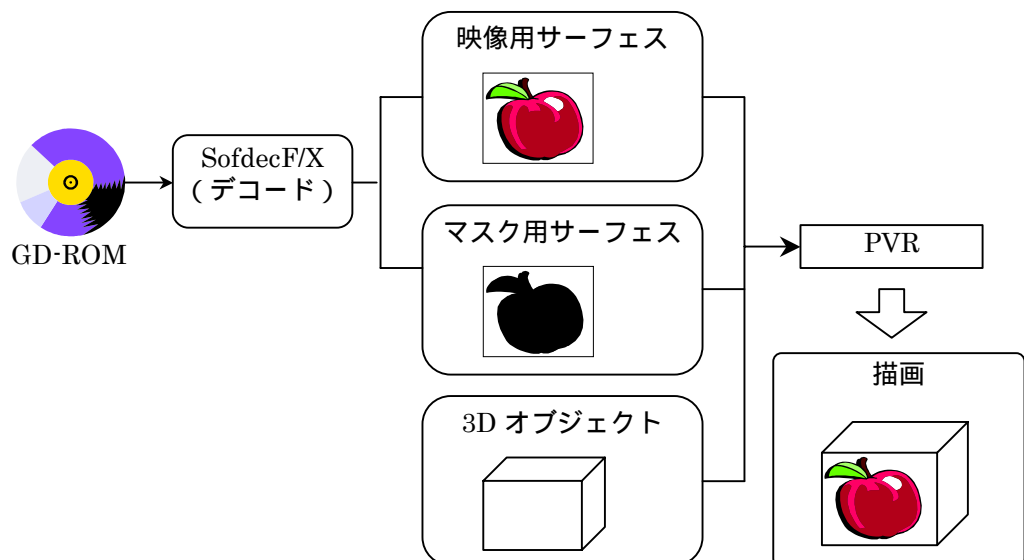 映像用サーフェス
SofdecF/X
(デコード)
GD-ROM
マスク用サーフェス
PVR
描画
3D オブジェクト